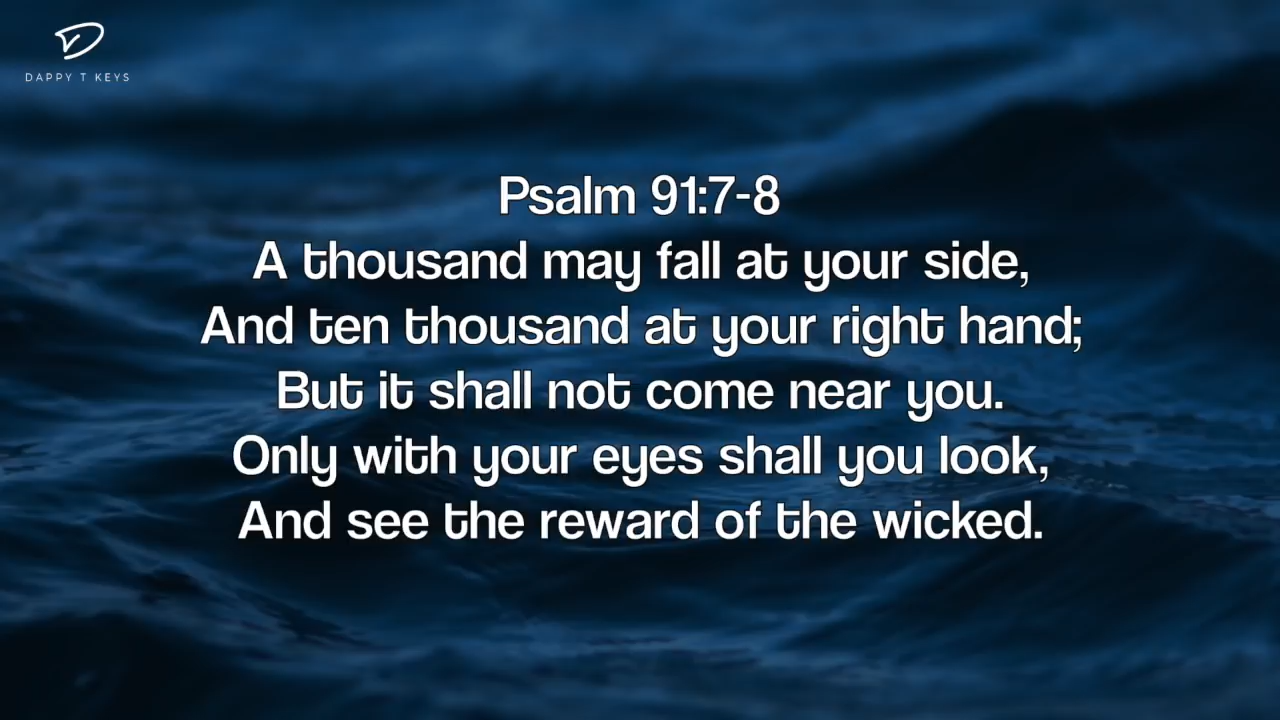 DAPPY T KEYS
Psalm 91:7-8
A thousand may fall at your side,
And ten thousand at your right hand;
But it shall not come near you.
Only with your eyes shall you look,
And see the reward of the wicked.